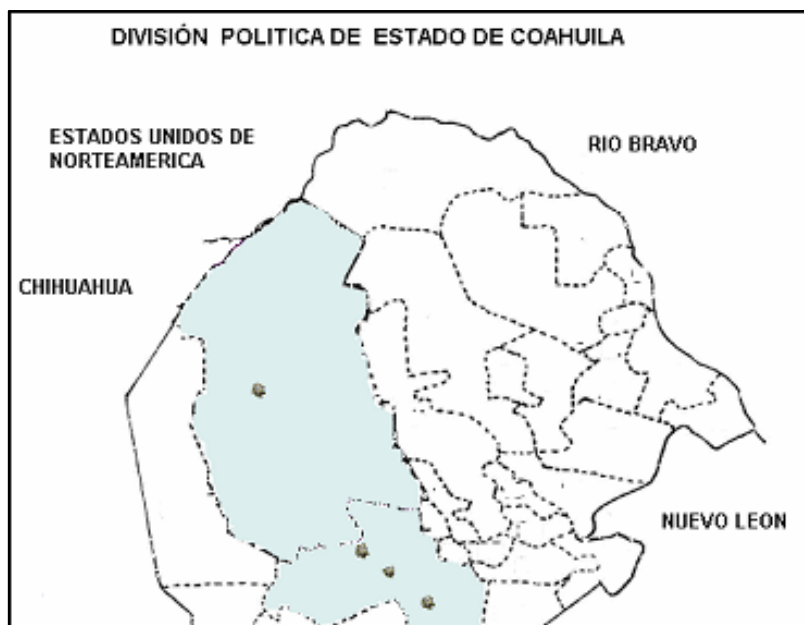 DIVISIÓN POLITICA DE ESTADO DE COAHUILA
ESTADOS UNIDOS DE
NORTEAMERICA
RIO BRAVO
CHIHUAHUA
NUEVO LEON